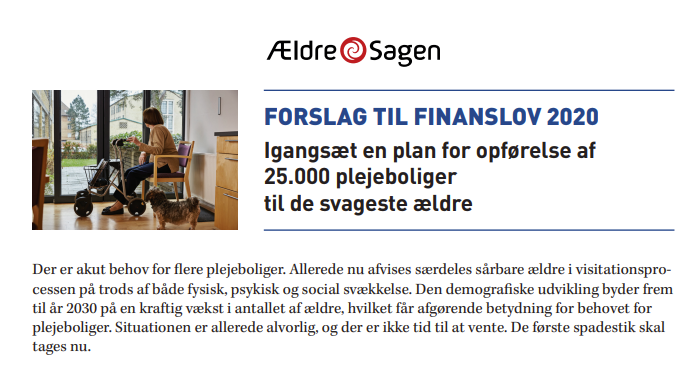 Ældre Sagen
FORSLAG TIL FINANSLOV 2020
Igangsæt en plan for opførelse af
25.000 plejeboliger
til de svageste ældre
Der er akut behov for flere plejeboliger. Allerede nu afvises særdeles sårbare ældre i visitationspro-
cessen på trods af både fysisk, psykisk og social svækkelse. Den demografiske udvikling byder frem
til år 2030 på en kraftig vækst i antallet af ældre, hvilket får afgørende betydning for behovet for
plejeboliger. Situationen er allerede alvorlig, og der er ikke tid til at vente. De første spadestik skal
tages nu.